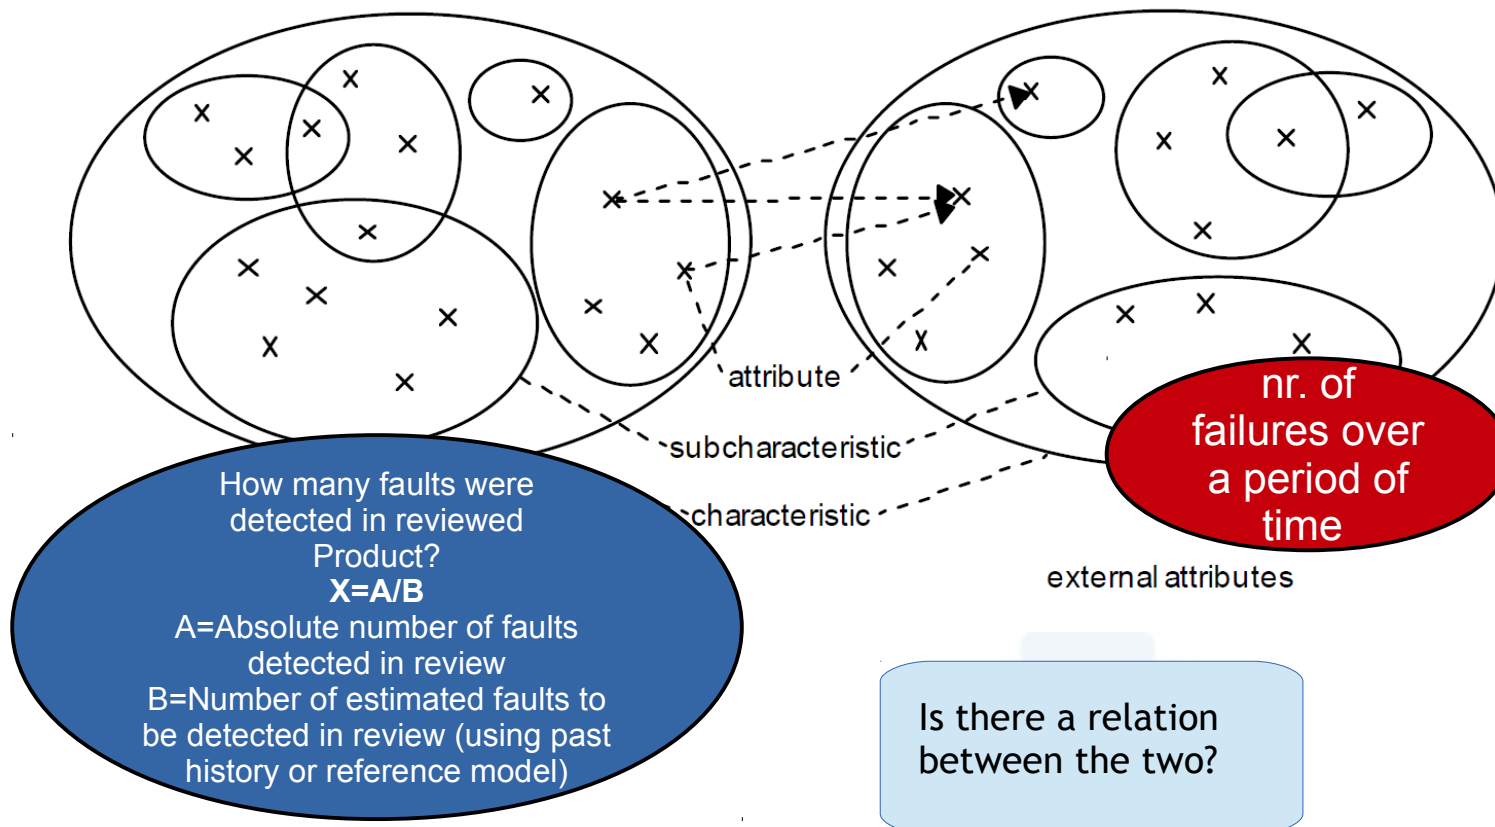 attribute
subcharacteristic
characteristic
How many faults were
detected in reviewed
Product?
X=A/B
A=Absolute number of faults
detected in review
B=Number of estimated faults to
be detected in review (using past
history or reference model)
nr. of
failures over
a period of
time
external attributes
Is there a relation
between the two?